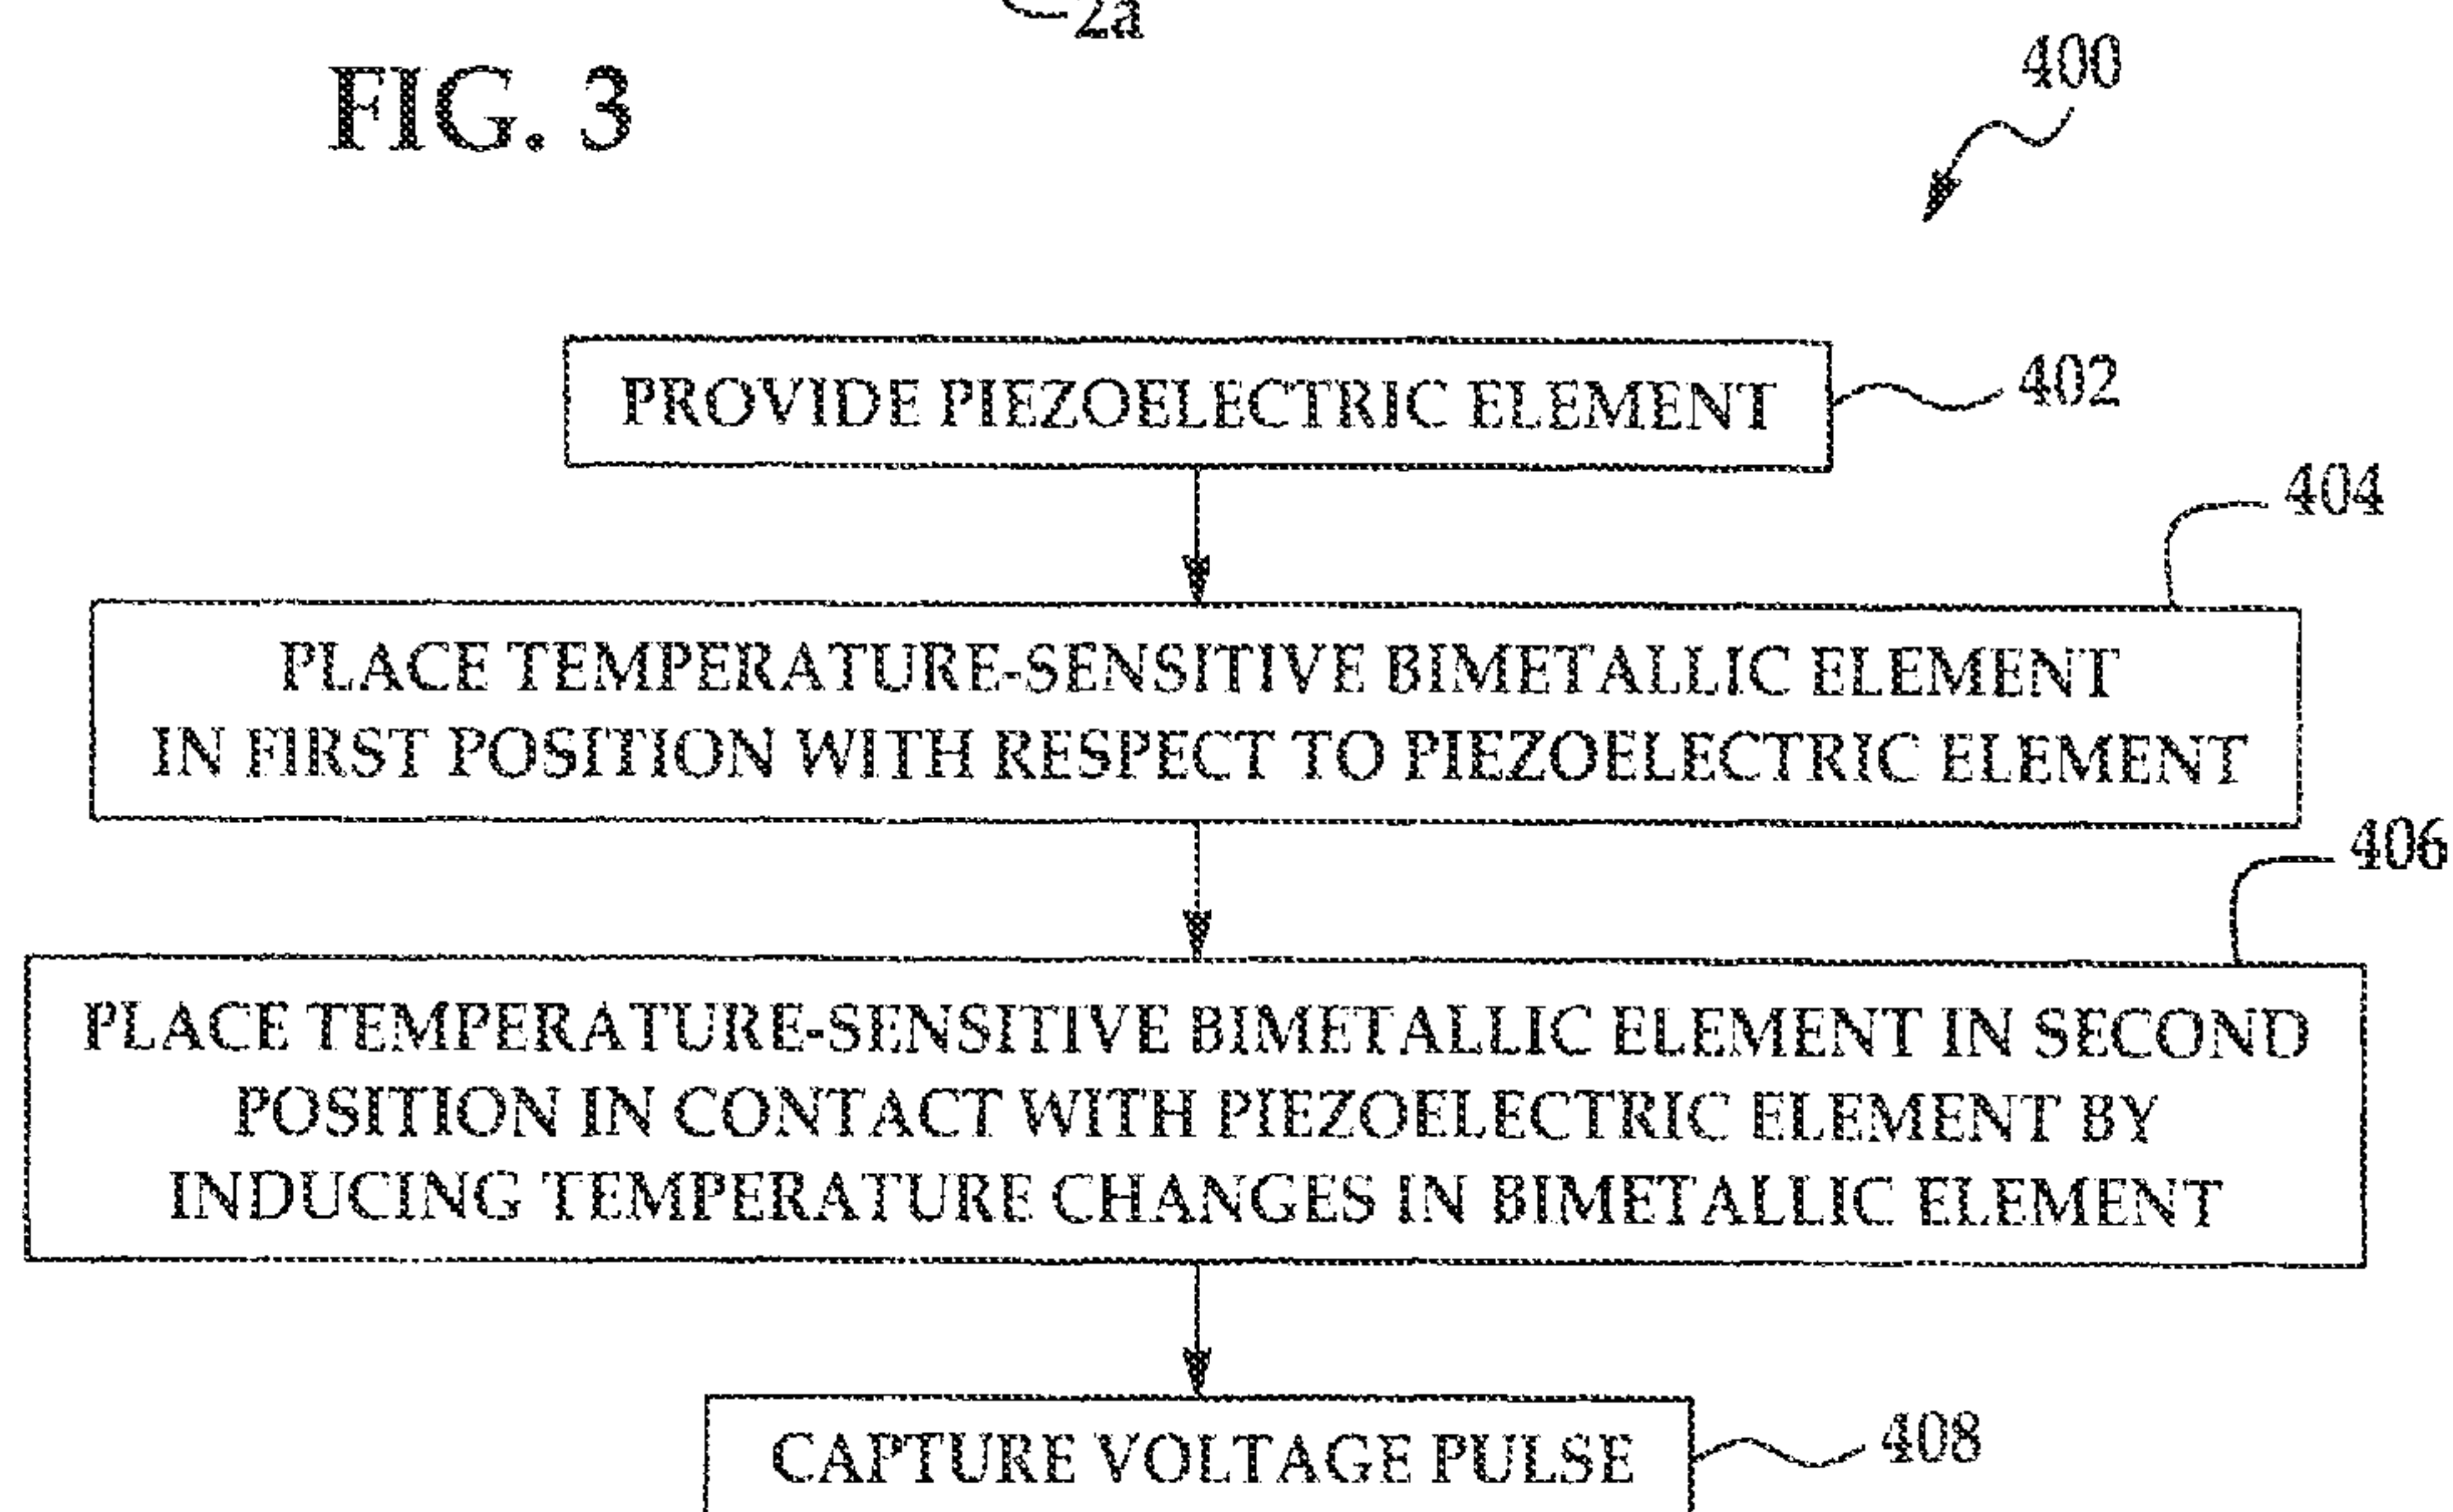 2a
FIG. 3
400
PROVIDE PIEZOELECTRIC ELEMENT
402
404
PLACE TEMPERATURE-SENSITIVE BIMETALLIC ELEMENT
IN FIRST POSITION WITH RESPECT TO PIEZOELECTRIC ELEMENT
406
PLACE TEMPERATURE-SENSITIVE BIMETALLIC ELEMENT IN SECOND
POSITION IN CONTACT WITH PIEZOELECTRIC ELEMENT BY
INDUCING TEMPERATURE CHANGES IN BIMETALLIC ELEMENT
CAPTURE VOLTAGE PULSE
408